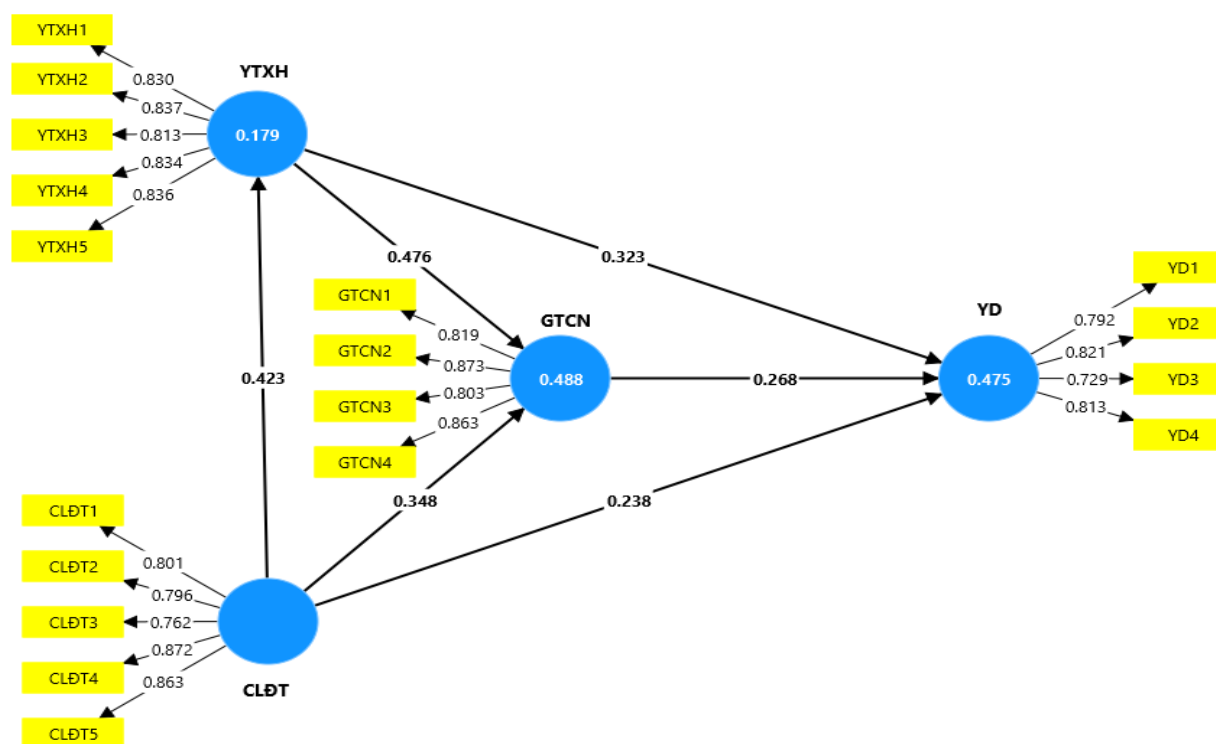 YTXH1
YTXH2
YTXH3
YTXH4
YTXH5
0.830
0.837
0.813
0.834
0.836
YTXH
0.179
0.476
0.323
0.423
GTCN1
GTCN2
GTCN3
GTCN4
0.819
0.873
0.803
0.863
GTCN
0.488
0.268
YD
0.475
0.792
0.821
0.729
0.813
YD1
YD2
YD3
YD4
0.348
0.238
CLĐT1
CLĐT2
CLĐT3
CLĐT4
CLĐT5
0.801
0.796
0.762
0.872
0.863
CLĐT